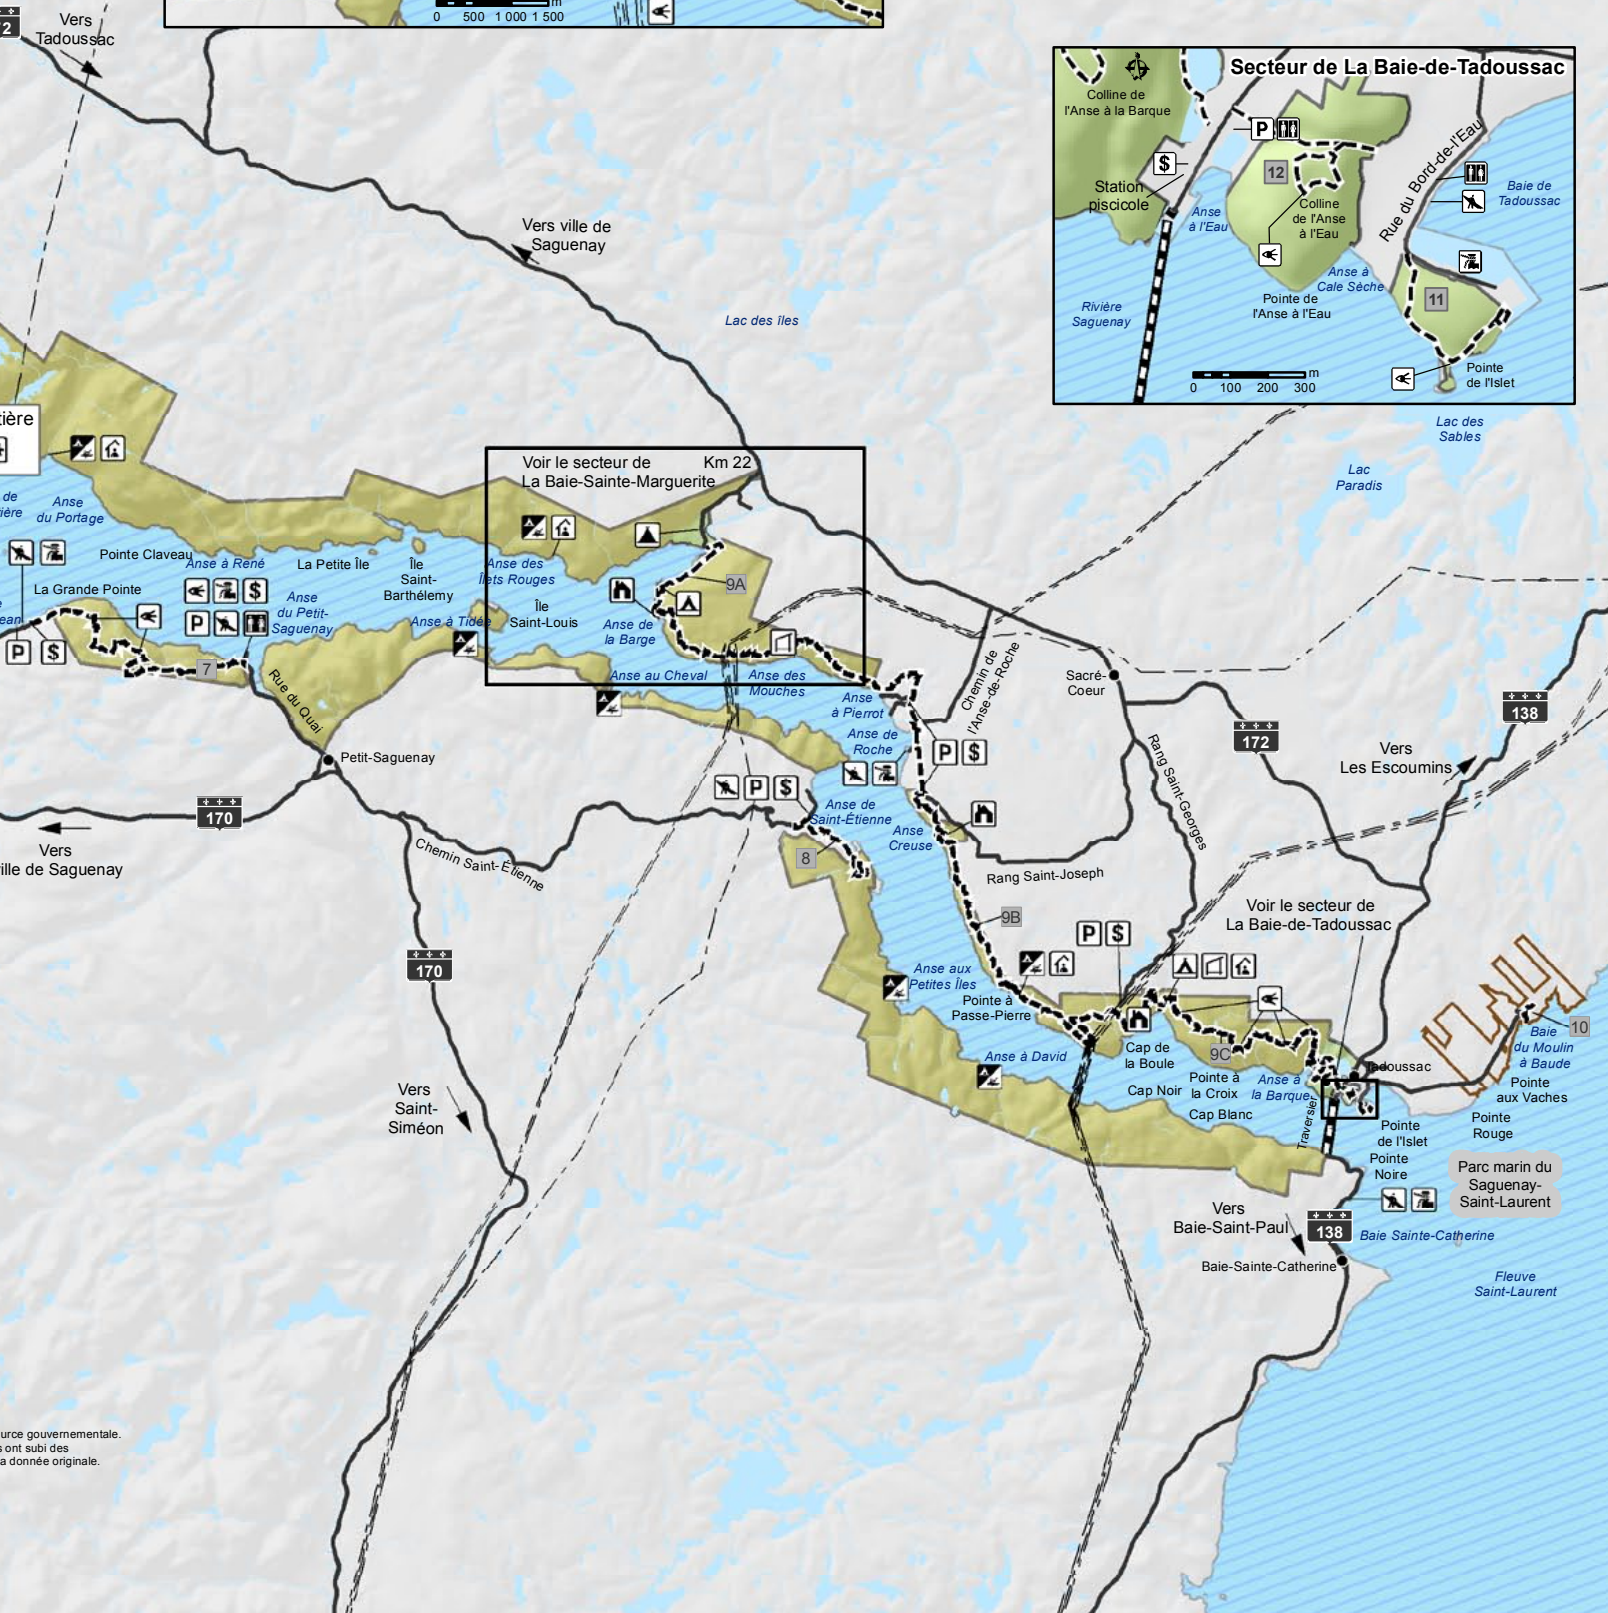 Vers
Tadoussac
0 500 1 000 1 500
m
Secteur de La Baie-de-Tadoussac
Colline de
l'Anse à la Barque
P
$
12
Station
piscicole
Colline
de l'Anse
à l'Eau
Anse
à l'Eau
Rue du Bord-de-l'Eau
Baie de
Tadoussac
Anse à
Cale Sèche
11
Rivière
Saguenay
Pointe de
l'Anse à l'Eau
Pointe
de l'Islet
m
0 100 200 300
Vers ville de
Saguenay
Lac des îles
Lac des
Sables
Lac
Paradis
Voir le secteur de
La Baie-Sainte-Marguerite
Km 22
Anse
du Portage
Pointe Claveau
Anse à René
La Petite Île
Île
Saint-
Barthélemy
Anse des
Îlets Rouges
Île
Saint-Louis
9A
La Grande Pointe
$
P
Anse
du Petit-
Saguenay
Anse à Tidée
Anse de
la Barge
P
$
7
Rue du Quai
Anse au Cheval
Anse des
Mouches
Anse
à Pierrot
Chemin de
l'Anse-de-Roche
Sacré-
Coeur
138
172
Vers
Les Escoumins
Petit-Saguenay
Anse de
Roche
P
$
P
$
170
Vers
Anse de
Saint-Étienne
Anse
Creuse
Rang Saint-Georges
Chemin Saint-Étienne
8
Rang Saint-Joseph
9B
Voir le secteur de
La Baie-de-Tadoussac
P
$
170
Anse aux
Petites Îles
Pointe à
Passe-Pierre
Anse à David
Cap de
la Boule
9C
Cap Noir
Pointe à
la Croix
Anse à
la Barque
Cap Blanc
Traversier
Tadoussac
10
Baie
du Moulin
à Baude
Pointe
aux Vaches
Pointe
Rouge
Pointe
de l'Islet
Pointe
Noire
Parc marin du
Saguenay-
Saint-Laurent
Vers
Saint-
Siméon
Vers
Baie-Saint-Paul
138
Baie Sainte-Catherine
Baie-Sainte-Catherine
Fleuve
Saint-Laurent